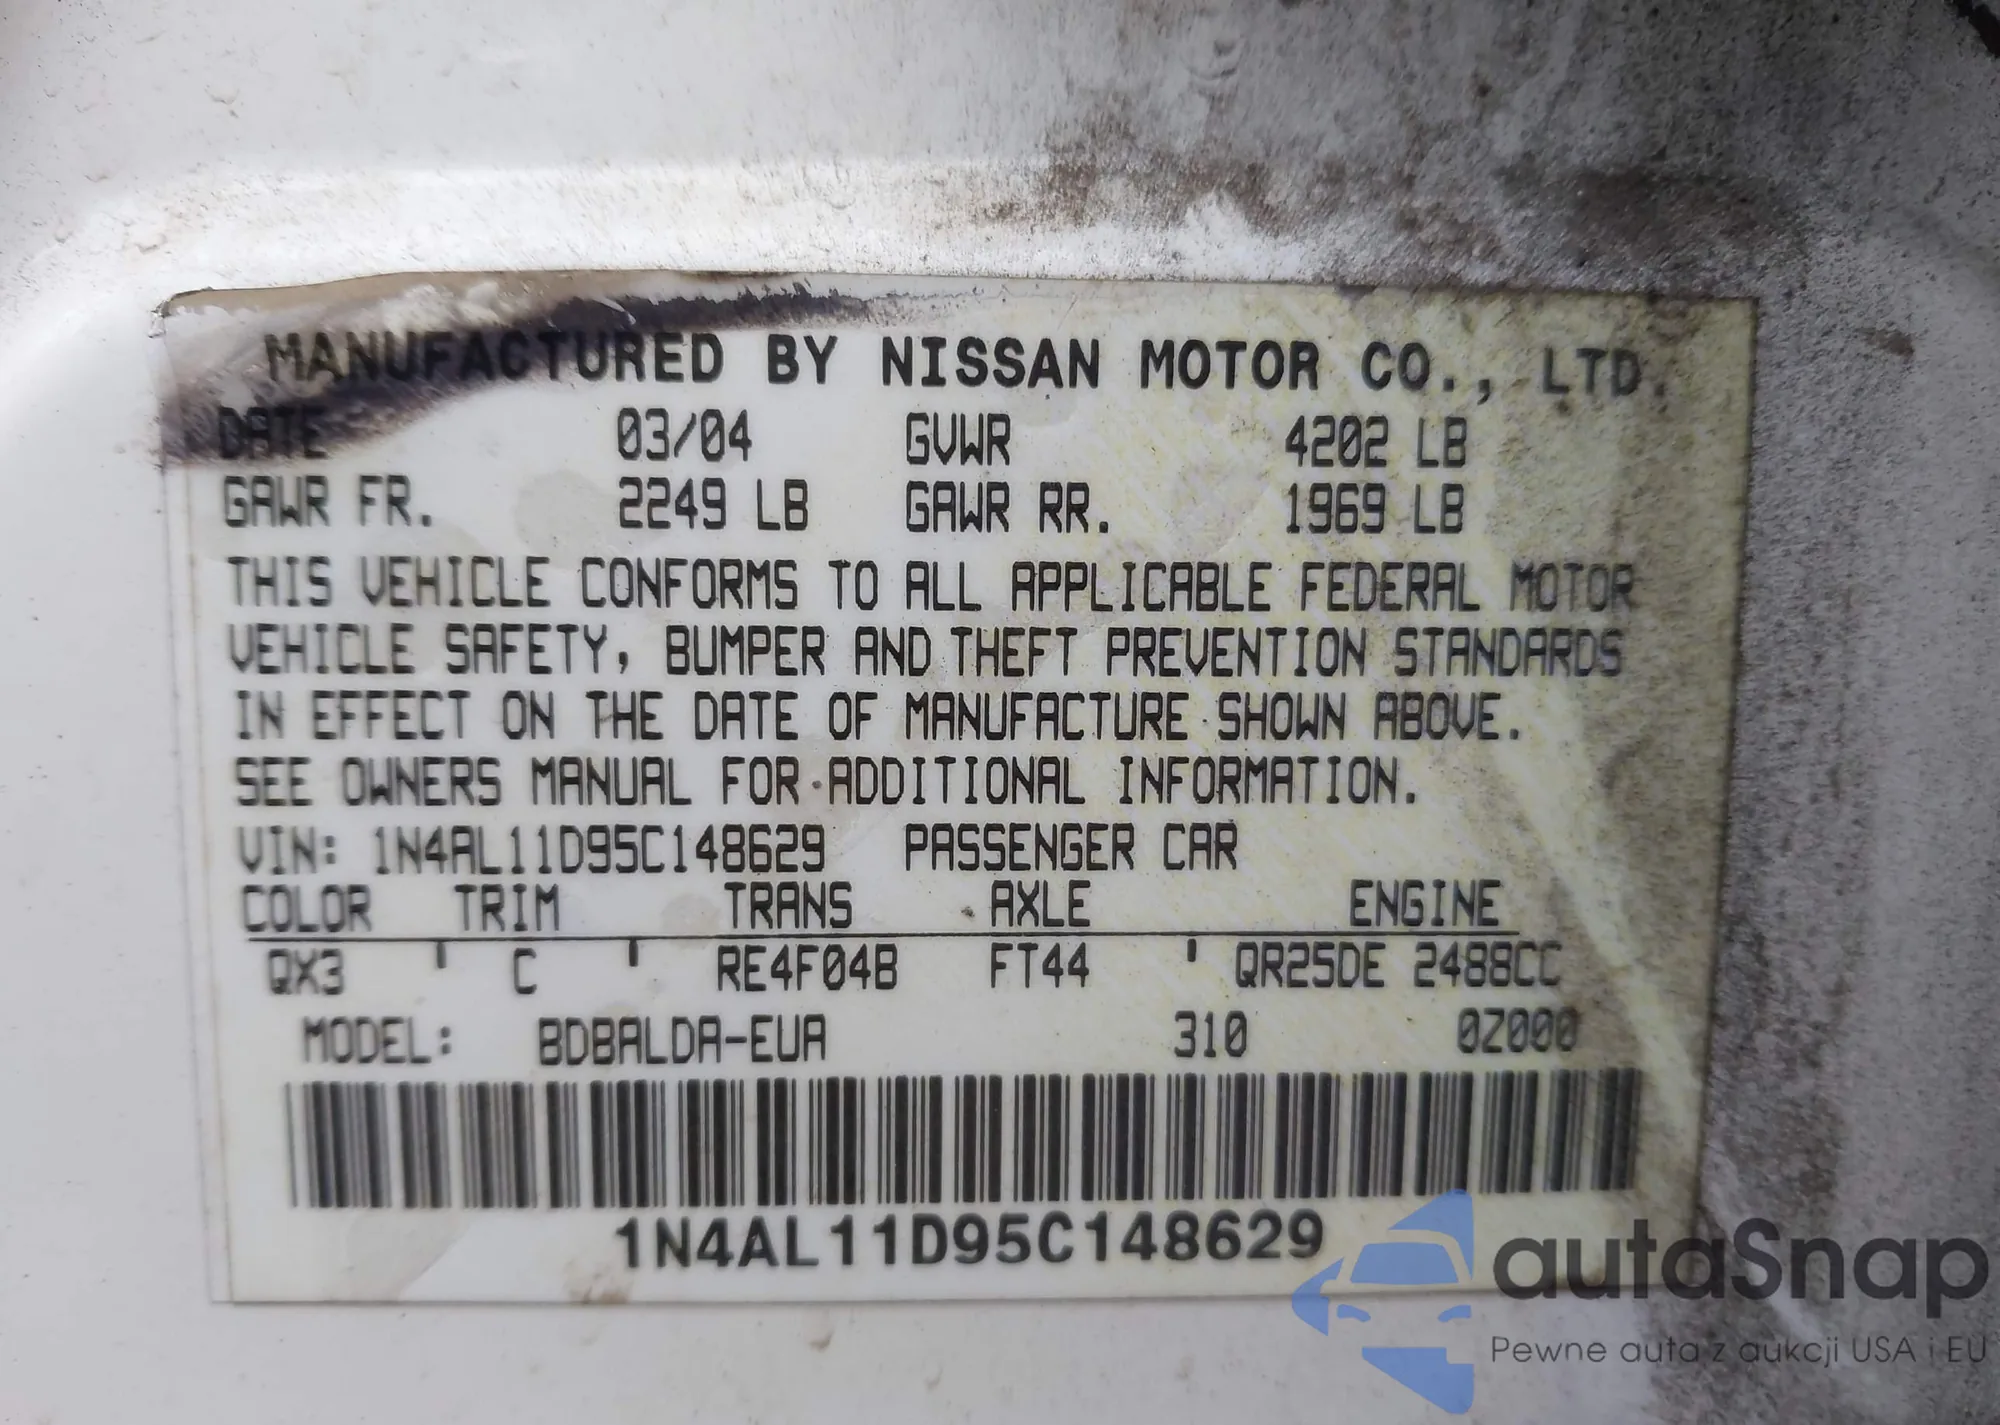 MANUFACTURED BY NISSAN MOTOR CO., LTD.
DATE 03/04 GVWR 4202 LB
GAWR FR. 2249 LB GAWR RR. 1969 LB
THIS VEHICLE CONFORMS TO ALL APPLICABLE FEDERAL MOTOR
VEHICLE SAFETY, BUMPER AND THEFT PREVENTION STANDARDS
IN EFFECT ON THE DATE OF MANUFACTURE SHOWN ABOVE.
SEE OWNERS MANUAL FOR ADDITIONAL INFORMATION.
VIN: 1N4AL11D95C148629 PASSENGER CAR
COLOR TRIM TRANS AXLE ENGINE
QX3 C RE4F04B FT44 QR25DE 2488CC
MODEL: BDBALDA-EUA 310 0Z000
1N4AL11D95C148629
autaSnap
Pewne auta z aukcji USA i EU